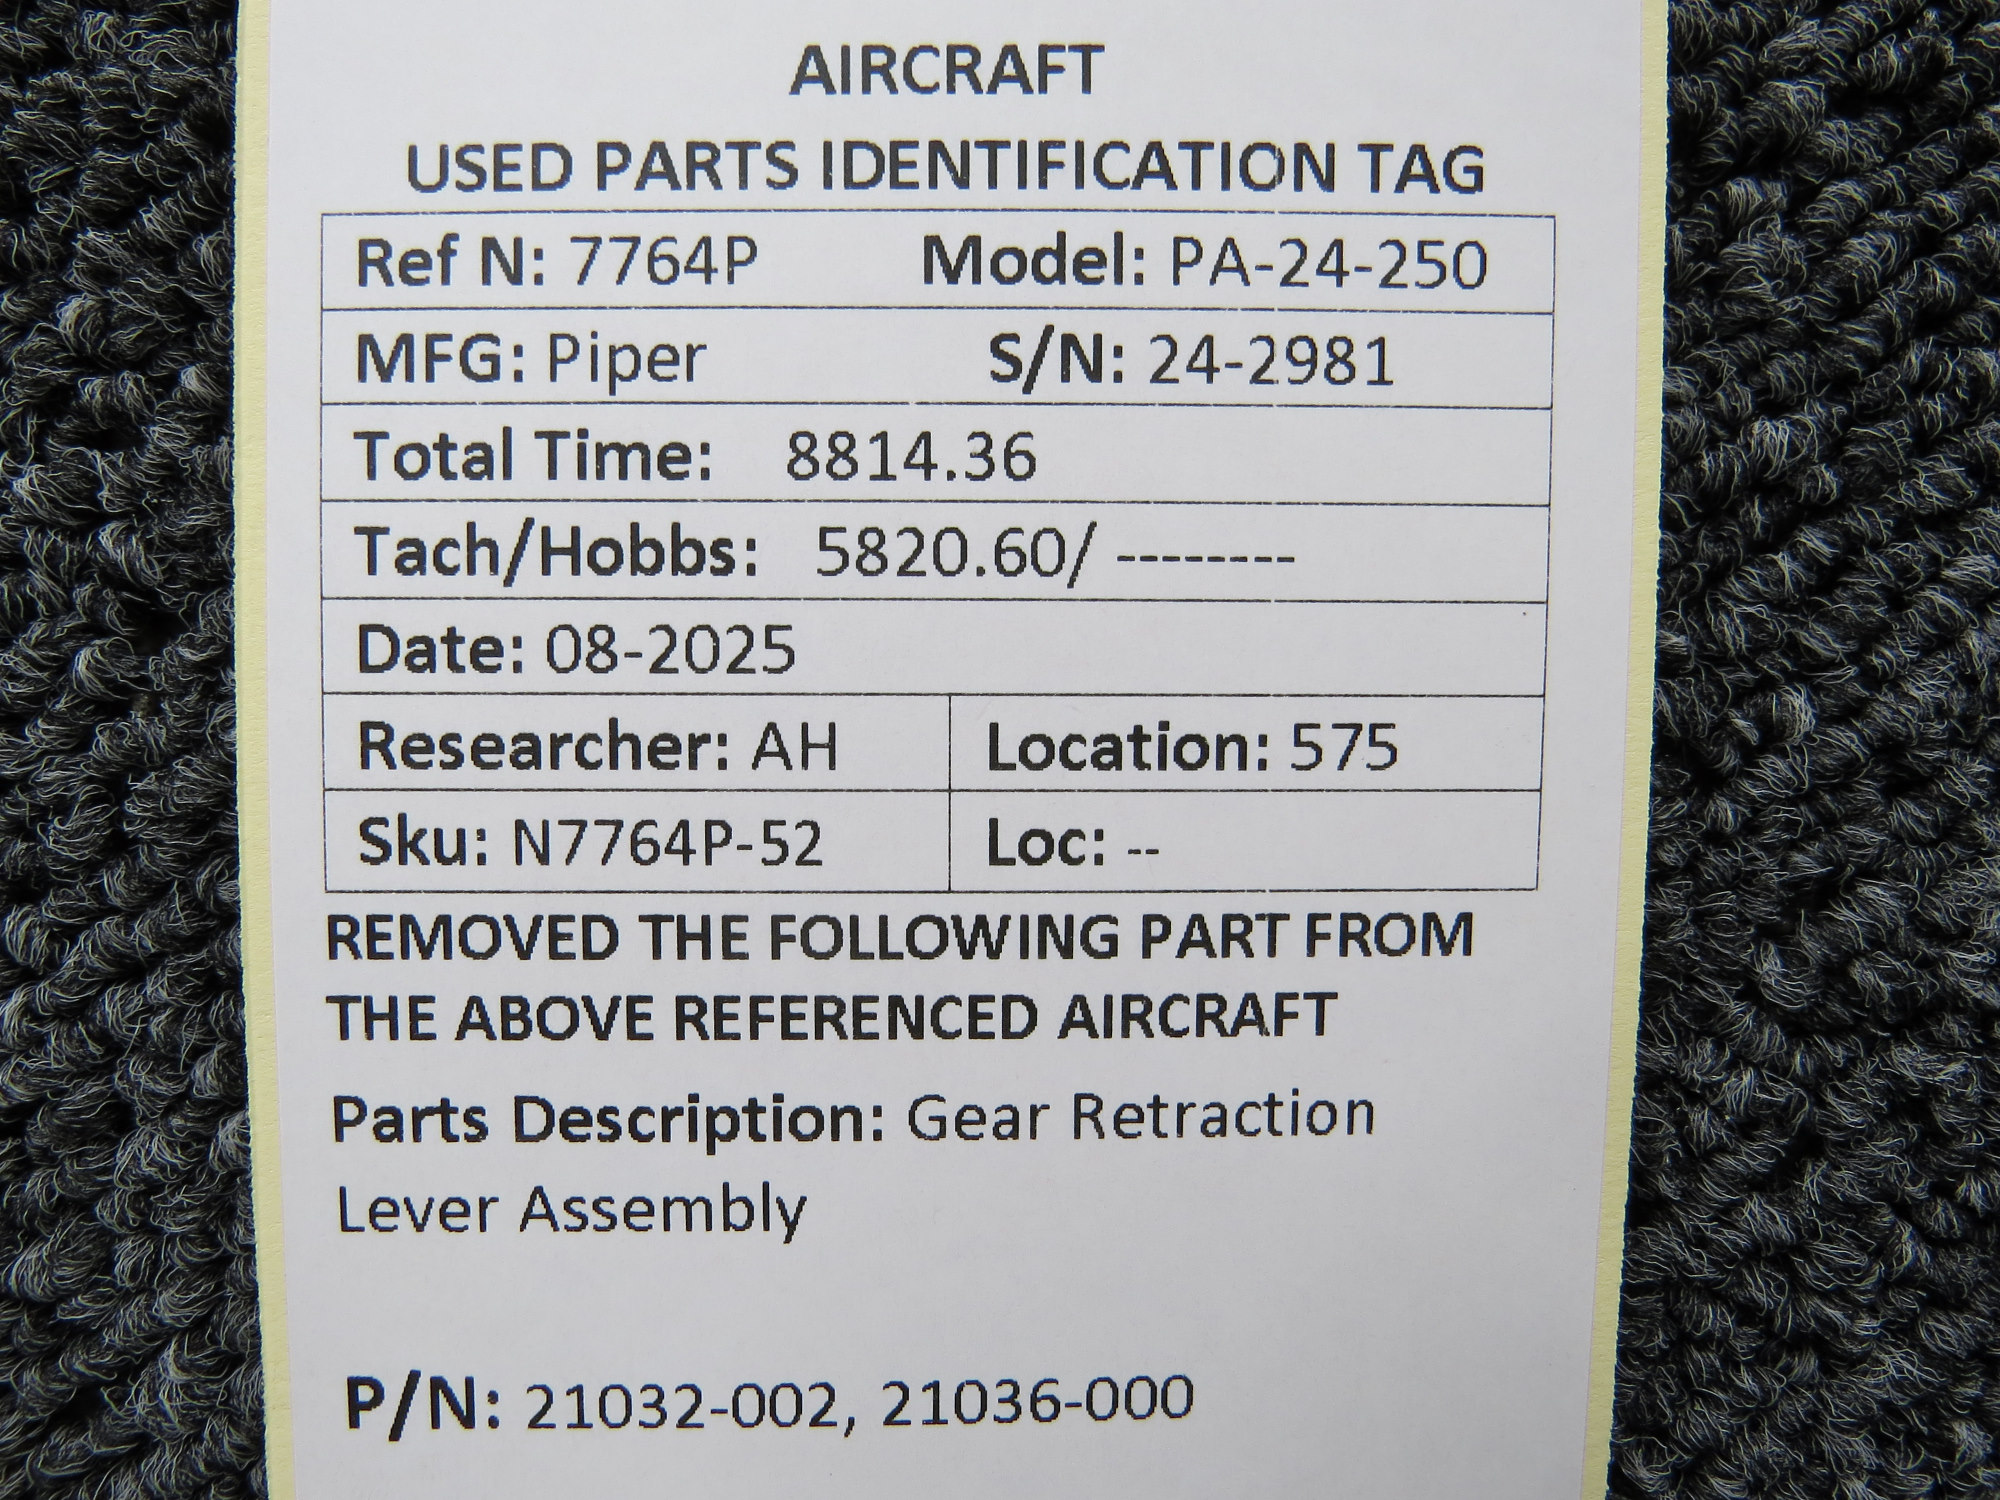 AIRCRAFT
USED PARTS IDENTIFICATION TAG
Ref N: 7764P Model: PA-24-250
MFG: Piper S/N: 24-2981
Total Time: 8814.36
Tach/Hobbs: 5820.60/ --------
Date: 08-2025
Researcher: AH Location: 575
Sku: N7764P-52 Loc: --
REMOVED THE FOLLOWING PART FROM
THE ABOVE REFERENCED AIRCRAFT
Parts Description: Gear Retraction
Lever Assembly
P/N: 21032-002, 21036-000